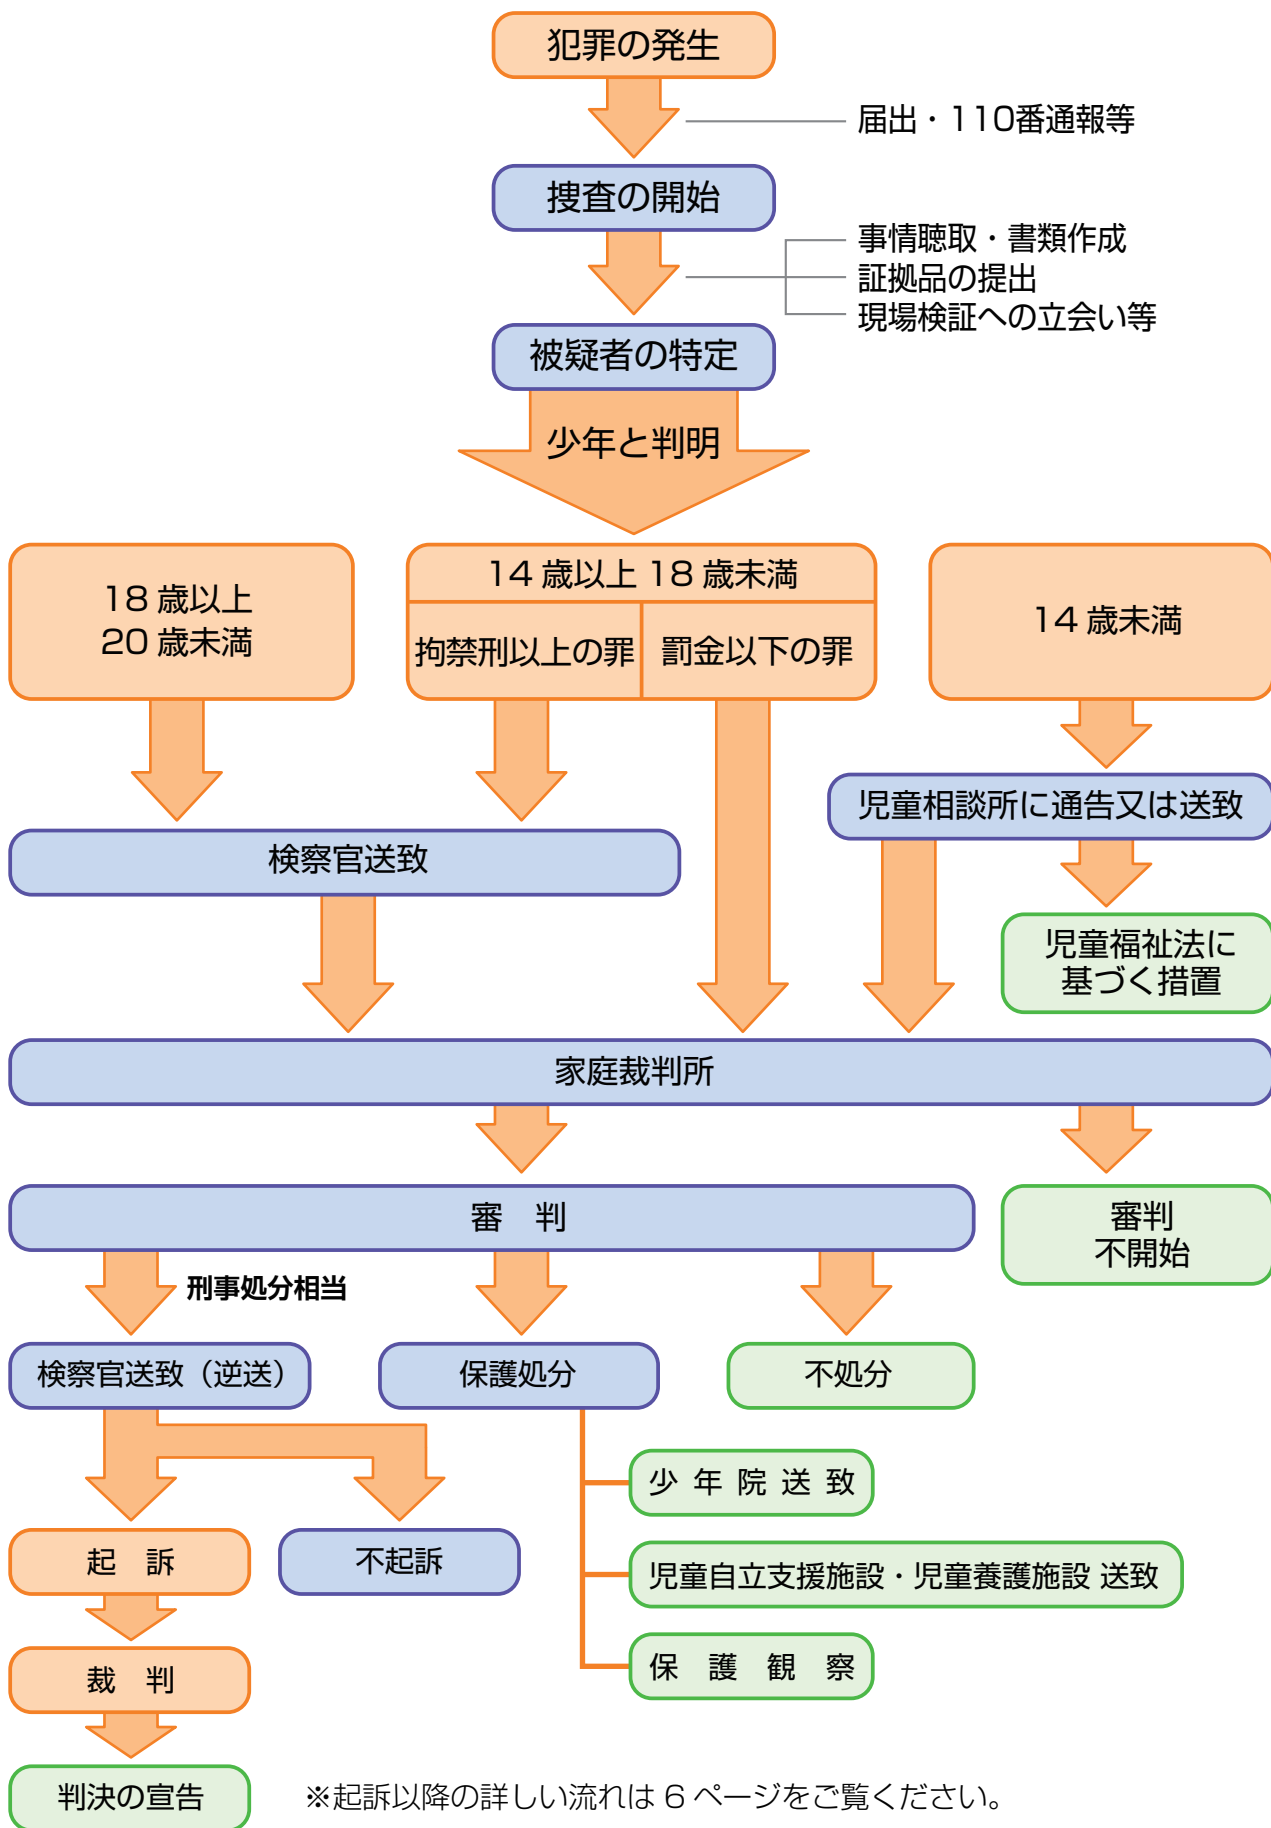 犯罪の発生
届出・110番通報等
捜査の開始
事情聴取・書類作成
証拠品の提出
現場検証への立会い等
被疑者の特定
少年と判明
18歳以上
20歳未満
14歳以上18歳未満
拘禁刑以上の罪
罰金以下の罪
14歳未満
児童相談所に通告又は送致
検察官送致
児童福祉法に
基づく措置
家庭裁判所
審　判
審判
不開始
刑事処分相当
検察官送致（逆送）
保護処分
不処分
少年院送致
起　訴
不起訴
児童自立支援施設・児童養護施設 送致
保護観察
裁　判
判決の宣告
※起訴以降の詳しい流れは6ページをご覧ください。